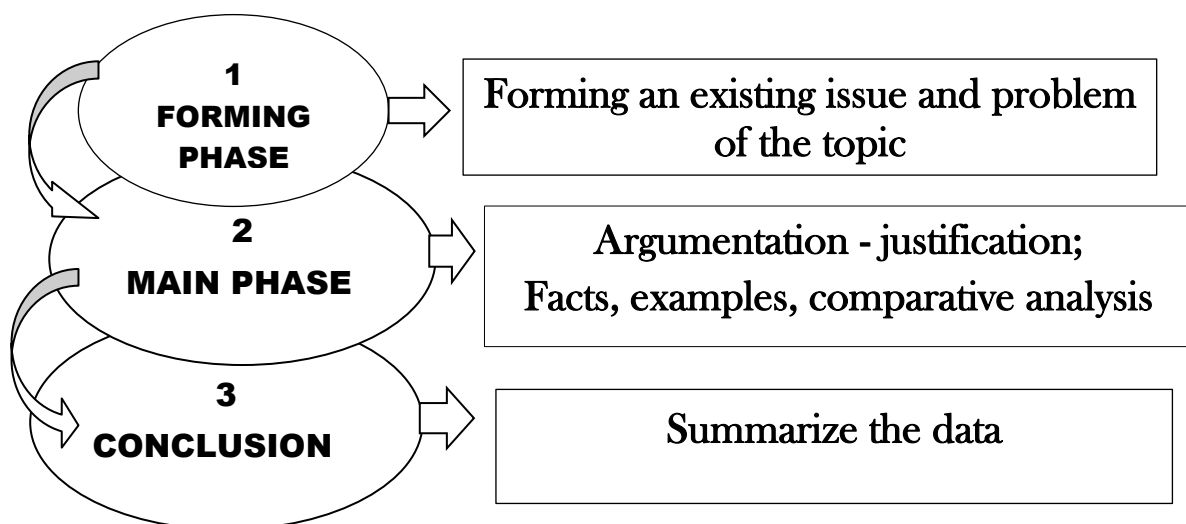 1
FORMING
PHASE
Forming an existing issue and problem
of the topic
2
MAIN PHASE
Argumentation - justification;
Facts, examples, comparative analysis
3
CONCLUSION
Summarize the data